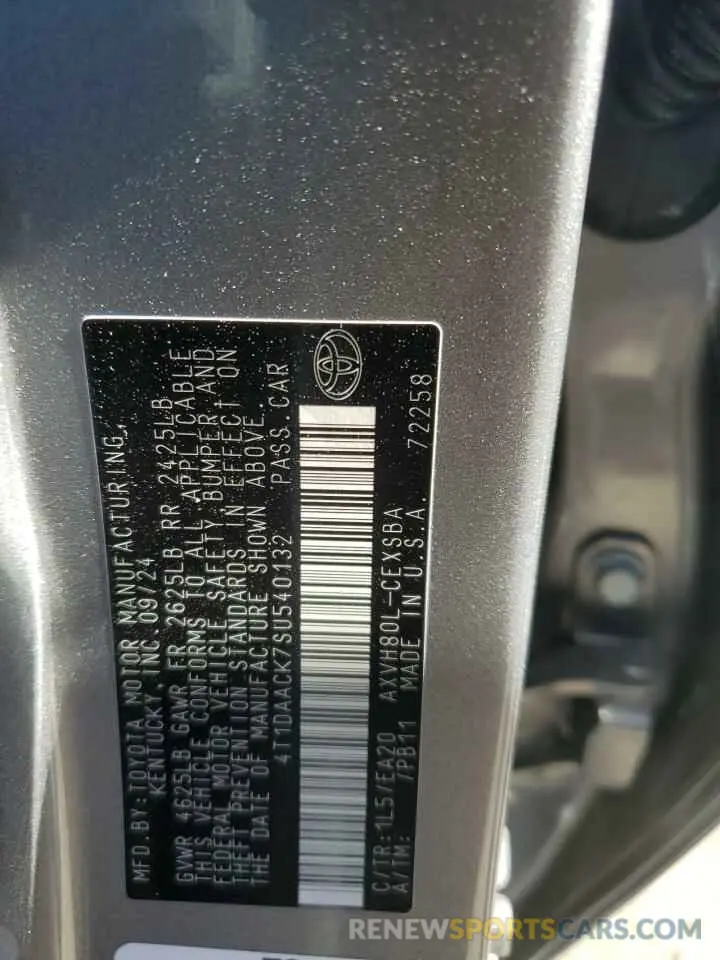 MFD. BY: TOYOTA MOTOR MANUFACTURING,
KENTUCKY, INC. 09/24
GVWR 4625LB GAWR FR 2625LB RR 2425LB
THIS VEHICLE CONFORMS TO ALL APPLICABLE
FEDERAL MOTOR VEHICLE SAFETY, BUMPER AND
THEFT PREVENTION STANDARDS IN EFFECT ON
THE DATE OF MANUFACTURE SHOWN ABOVE.
4T1DAACK7SU540132 PASS. CAR
C/TR: 1L5/EA20 AXVH80L-CEXSBA
A/TM: /PB11 MADE IN U.S.A. 72258
RENEWSPORTSCARS.COM